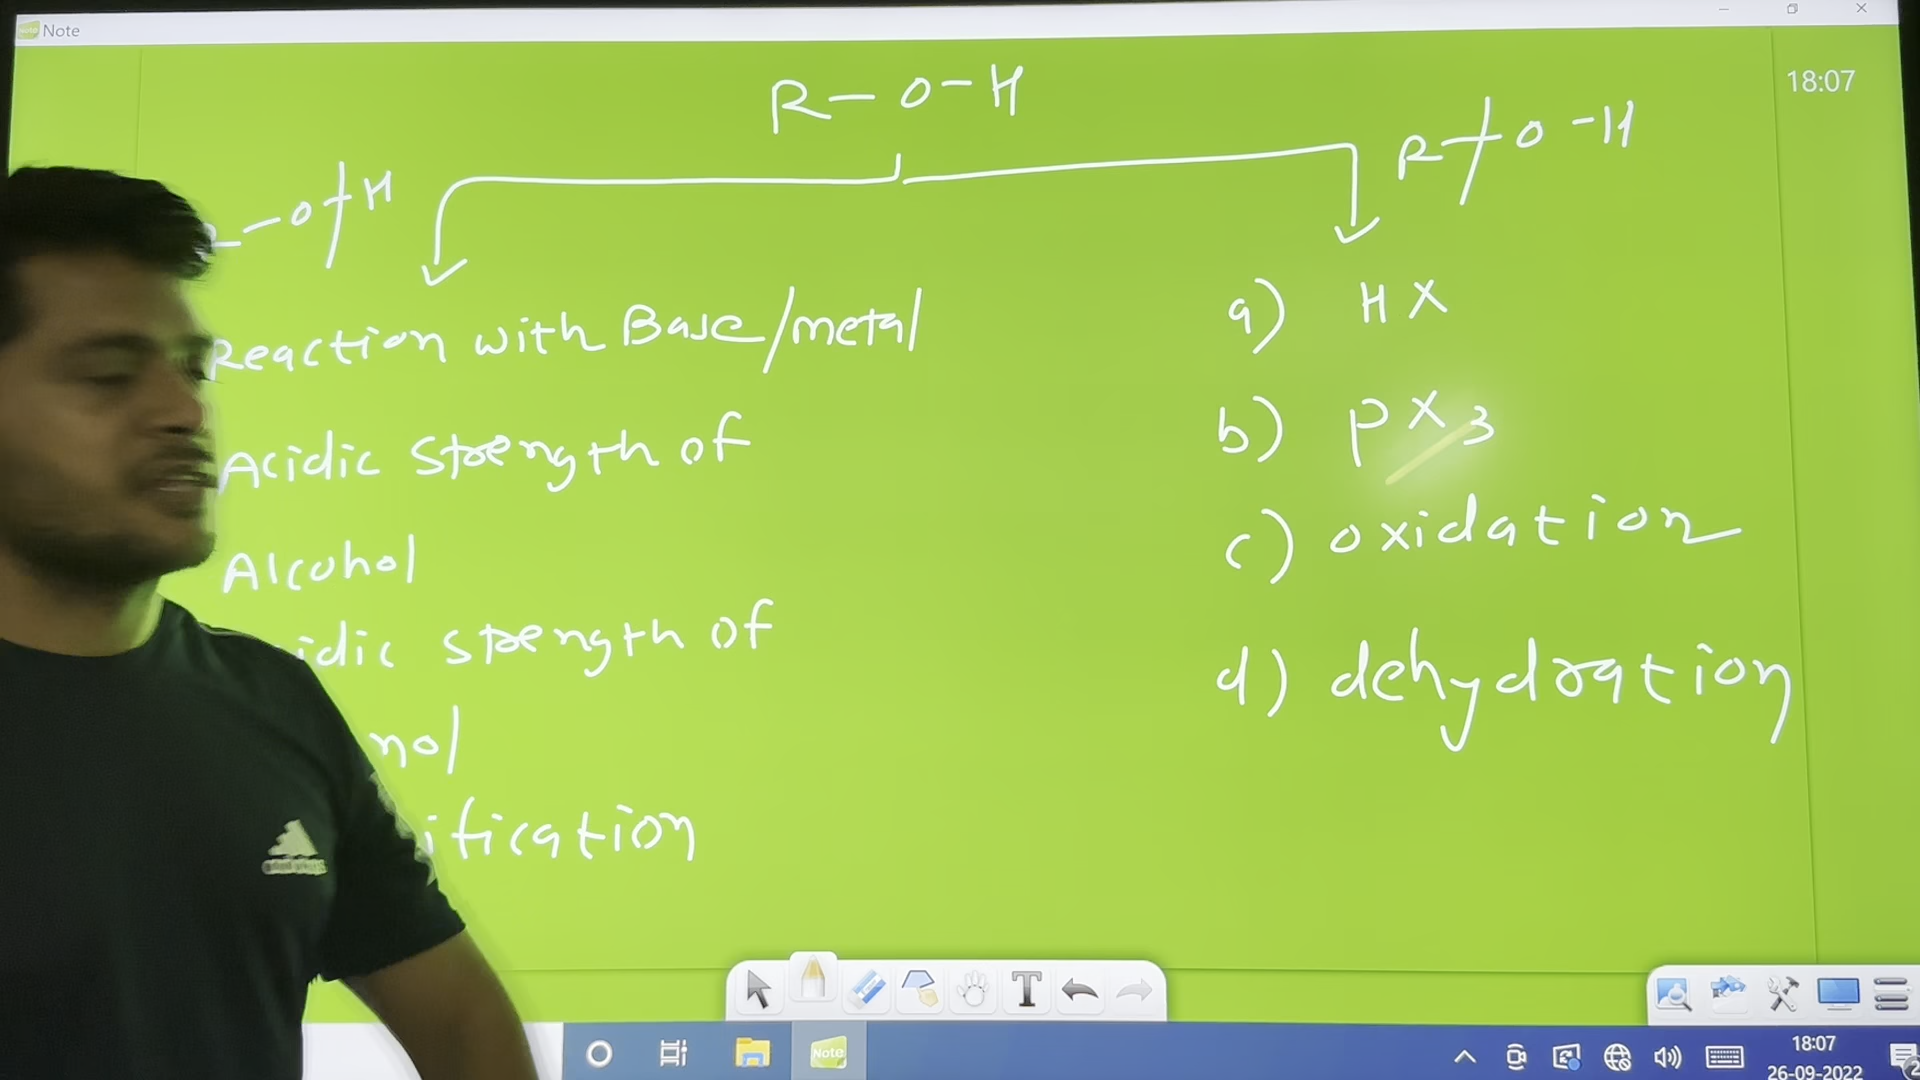 Note
18:07
R-O-H
R-O-H
-O-H
Reaction with Base/metal
Acidic strength of
Alcohol
idic strength of
nol
ification
a) HX
b) PX3
c) oxidation
d) dehydration
T
Note
18:07
26-09-2022